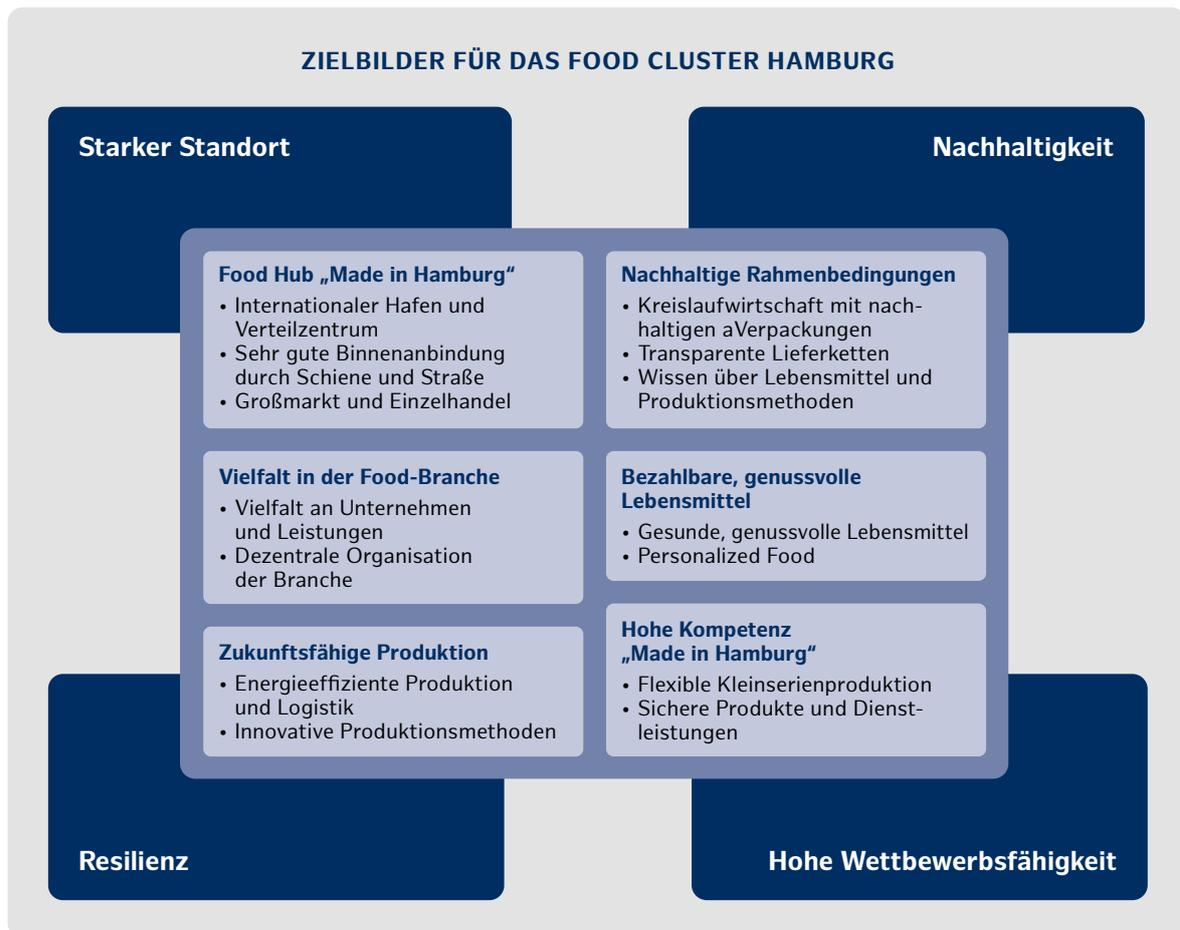 ZIELBILDER FÜR DAS FOOD CLUSTER HAMBURG
Starker Standort
Nachhaltigkeit
Food Hub „Made in Hamburg“
• Internationaler Hafen und
Verteilzentrum
• Sehr gute Binnenanbindung
durch Schiene und Straße
• Großmarkt und Einzelhandel
Nachhaltige Rahmenbedingungen
• Kreislaufwirtschaft mit nach-
haltigen aVerpackungen
• Transparente Lieferketten
• Wissen über Lebensmittel und
Produktionsmethoden
Vielfalt in der Food-Branche
• Vielfalt an Unternehmen
und Leistungen
• Dezentrale Organisation
der Branche
Bezahlbare, genussvolle
Lebensmittel
• Gesunde, genussvolle Lebensmittel
• Personalized Food
Zukunftsfähige Produktion
• Energieeffiziente Produktion
und Logistik
• Innovative Produktionsmethoden
Hohe Kompetenz
„Made in Hamburg“
• Flexible Kleinserienproduktion
• Sichere Produkte und Dienst-
leistungen
Resilienz
Hohe Wettbewerbsfähigkeit